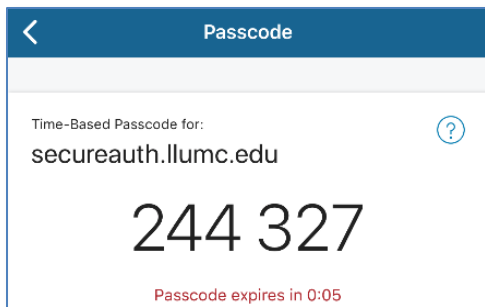 Passcode
Time-Based Passcode for:
secureauth.llumc.edu
244 327
Passcode expires in 0:05